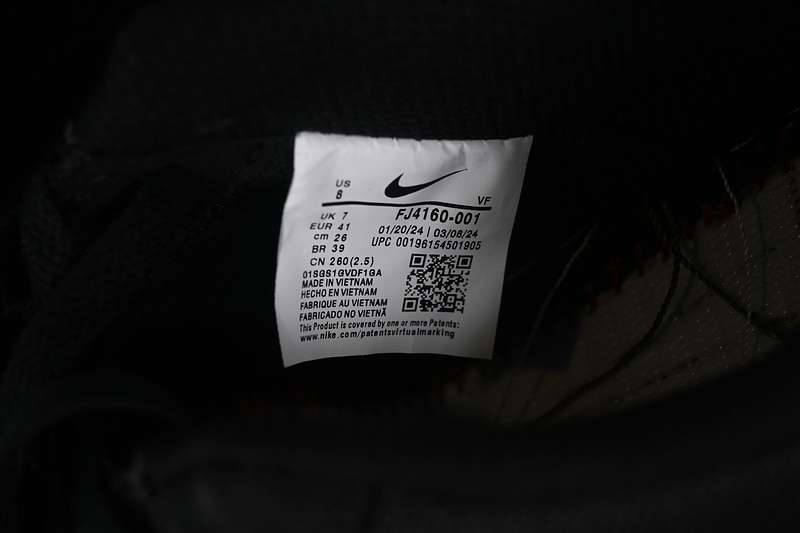 US
8
VF
UK 7
FJ4160-001
EUR 41
01/20/24 | 03/08/24
cm 26
UPC 00196154501905
BR 39
CN 260(2.5)
01SGS1GVDF1GA
MADE IN VIETNAM
HECHO EN VIETNAM
FABRIQUE AU VIETNAM
FABRICADO NO VIETNÃ
This Product is covered by one or more Patents:
www.nike.com/patentsvirtualmarking